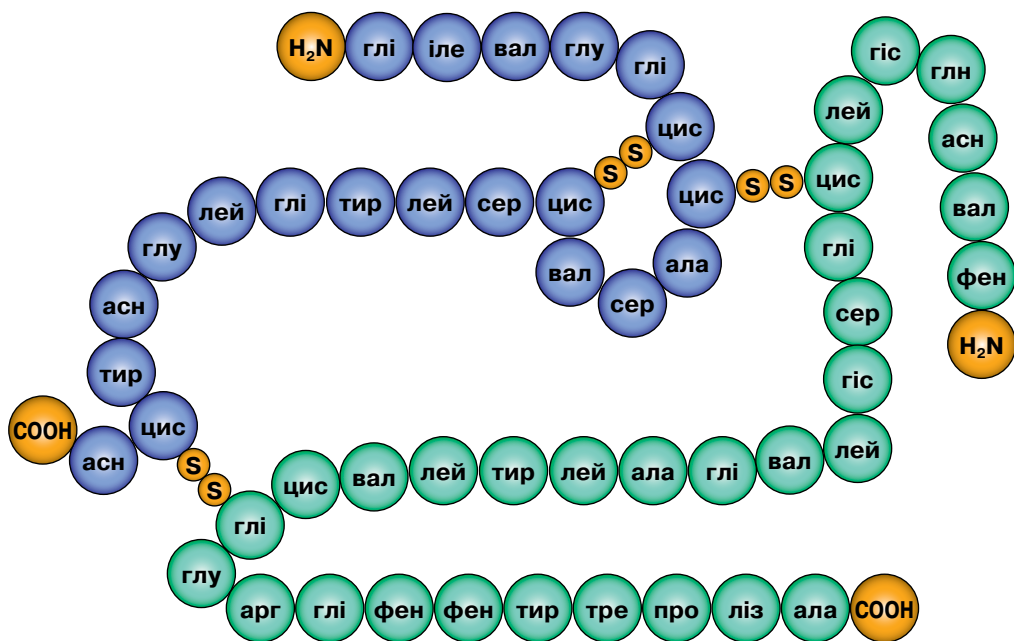 H₂N глі іле вал глу глі
цис
S S
цис
S S
цис
лей
гіс
глн
асн
вал
фен
H₂N
ала
сер
вал
цис
сер
лей
тир
глі
лей
глу
асн
тир
цис
асн
COOH
S S
глі
сер
гіс
лей
вал
глі
ала
лей
тир
лей
вал
цис
глі
глу
арг глі фен фен тир тре про ліз ала COOH